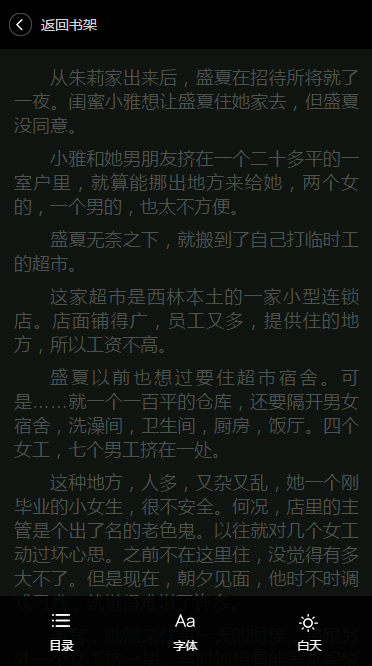 返回书架
从朱莉家出来后，盛夏在招待所将就了
一夜。闺蜜小雅想让盛夏住她家去，但盛夏
没同意。
小雅和她男朋友挤在一个二十多平的一
室户里，就算能挪出地方来给她，两个女
的，一个男的，也太不方便。
盛夏无奈之下，就搬到了自己打临时工
的超市。
这家超市是西林本土的一家小型连锁
店。店面铺得广，员工又多，提供住的地
方，所以工资不高。
盛夏以前也想过要住超市宿舍。可
是……就一个一百平的仓库，还要隔开男女
宿舍，洗澡间，卫生间，厨房，饭厅。四个
女工，七个男工挤在一处。
这种地方，人多，又杂又乱，她一个刚
毕业的小女生，很不安全。何况，店里的主
管是个出了名的老色鬼。以往就对几个女工
动过坏心思。之前不在这里住，没觉得有多
大不了。但是现在，朝夕见面，他时不时调
目录
字体
白天